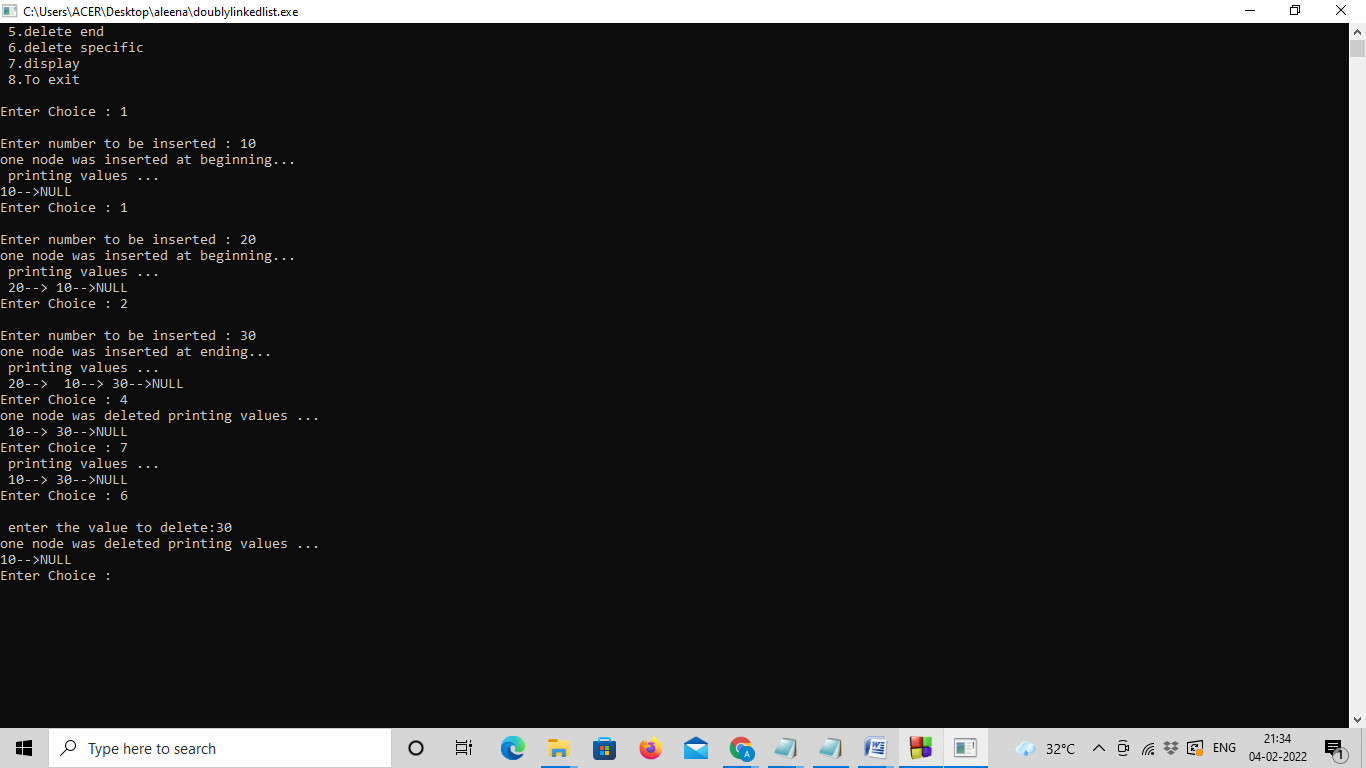 C:\Users\ACER\Desktop\aleena\doublylinkedlist.exe
5.delete end
6.delete specific
7.display
8.To exit
Enter Choice : 1
Enter number to be inserted : 10
one node was inserted at beginning...
printing values ...
10-->NULL
Enter Choice : 1
Enter number to be inserted : 20
one node was inserted at beginning...
printing values ...
20--> 10-->NULL
Enter Choice : 2
Enter number to be inserted : 30
one node was inserted at ending...
printing values ...
20-->  10--> 30-->NULL
Enter Choice : 4
one node was deleted printing values ...
10--> 30-->NULL
Enter Choice : 7
printing values ...
10--> 30-->NULL
Enter Choice : 6
enter the value to delete:30
one node was deleted printing values ...
10-->NULL
Enter Choice :
Type here to search
A
W
32°C
ENG
21:34
04-02-2022
1